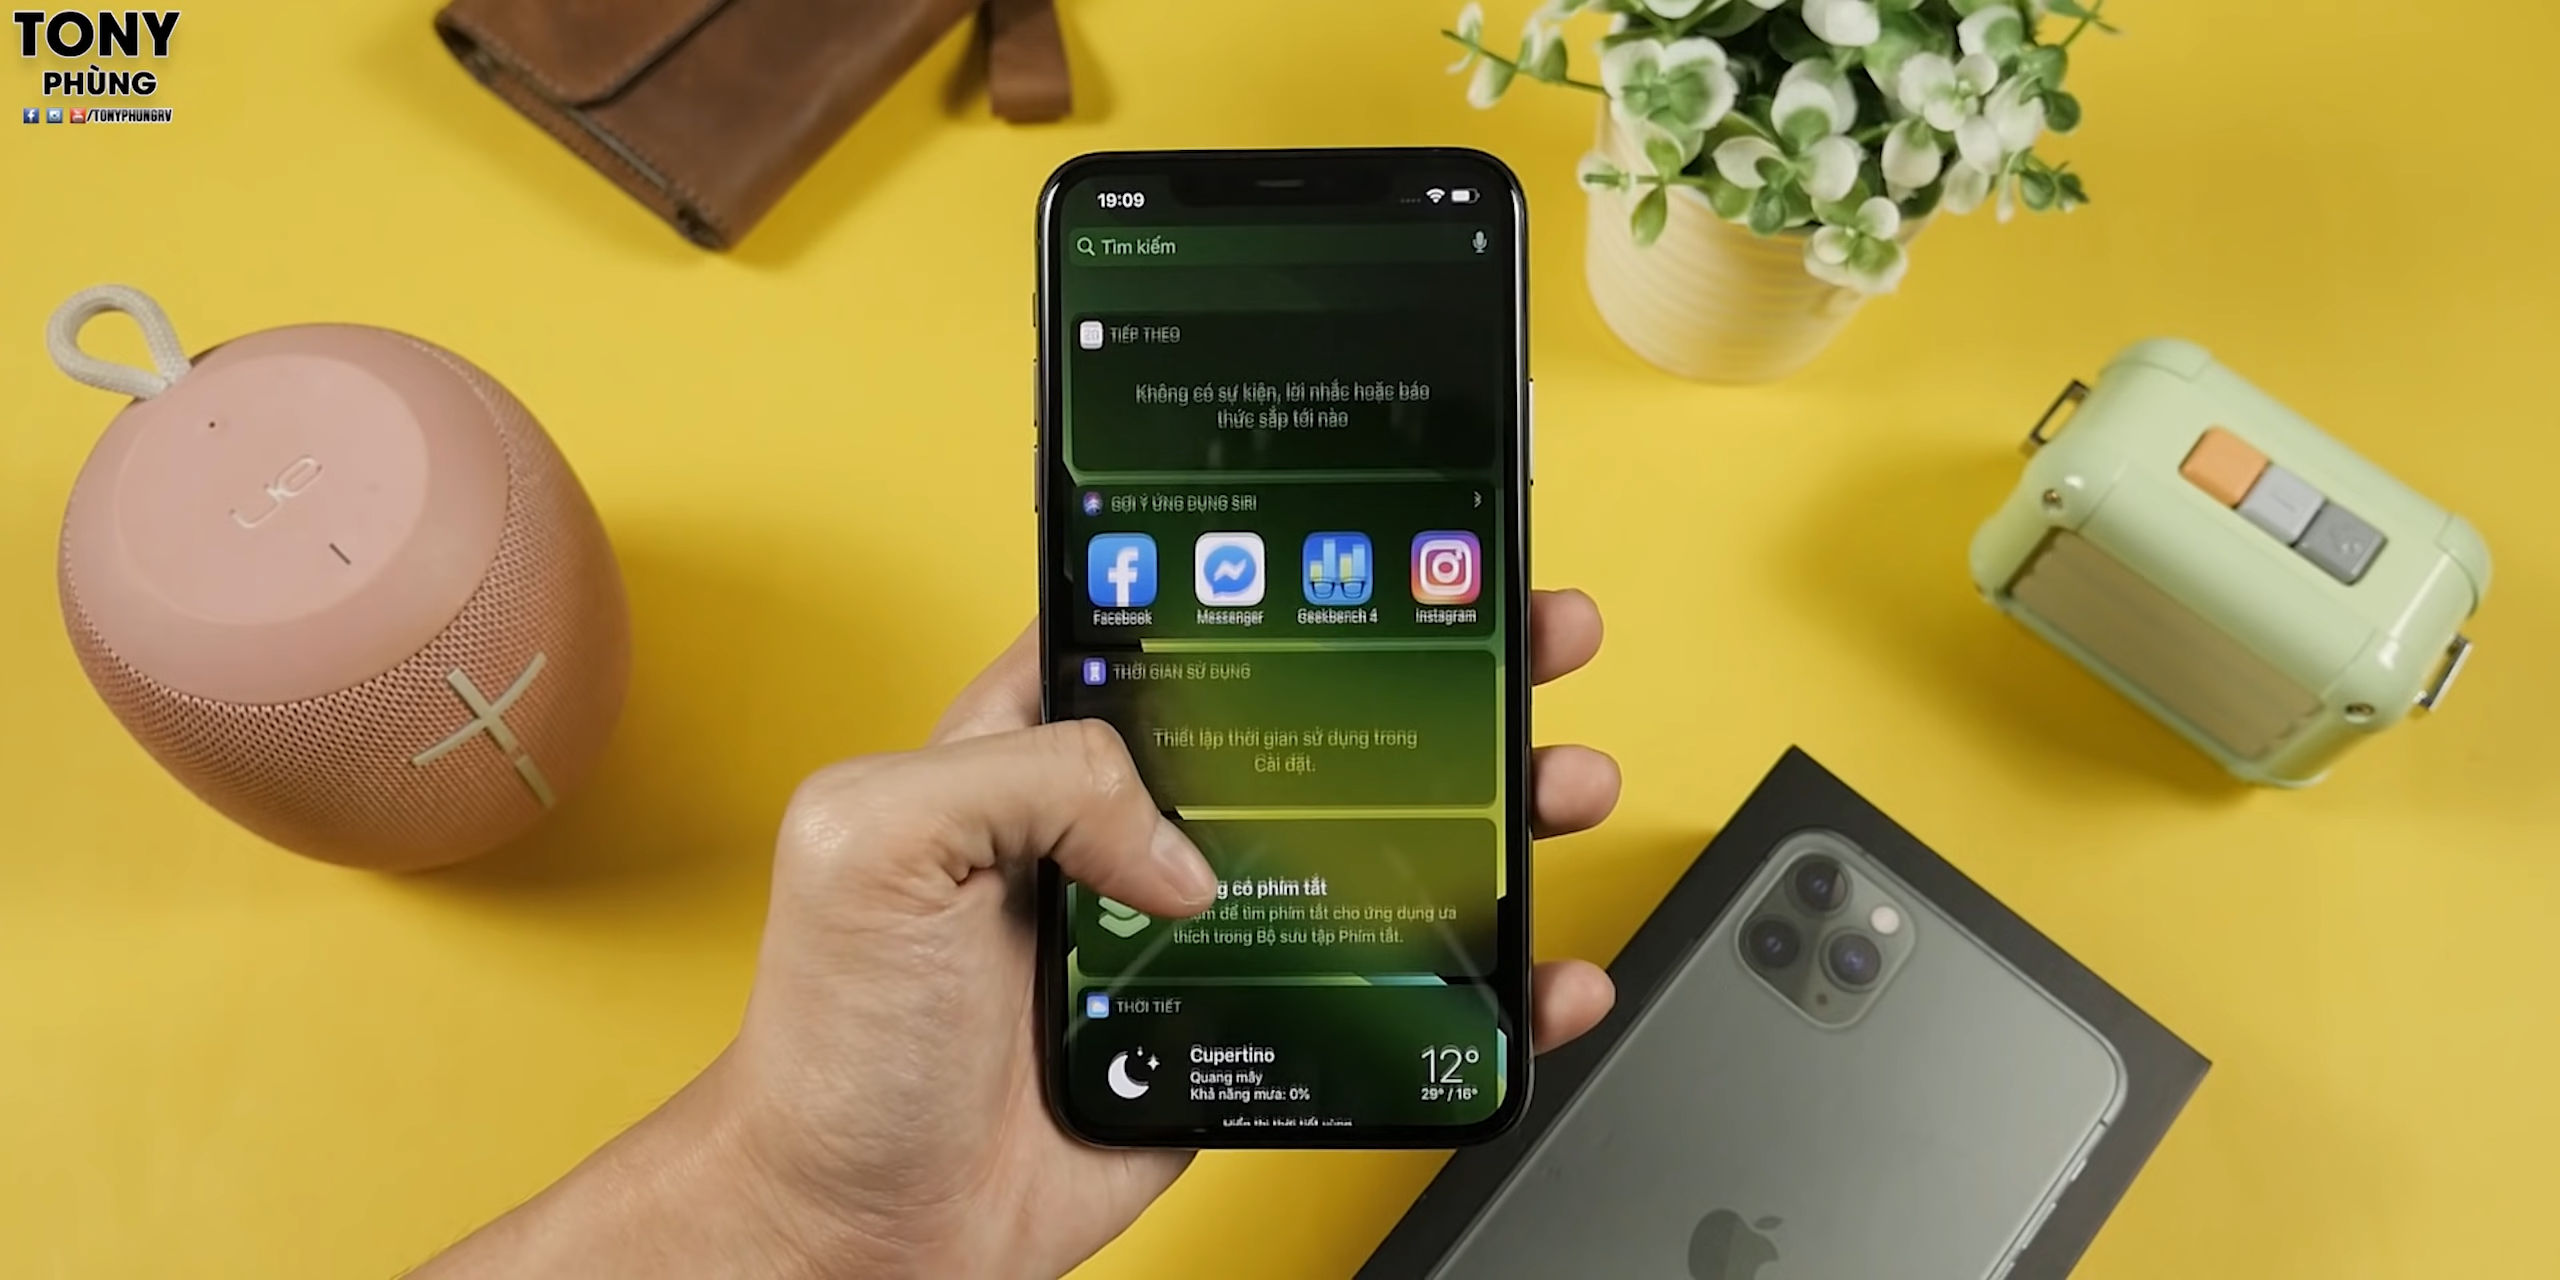 TONY
PHÙNG
/TONYPHUNGRV
19:09
Tìm kiếm
TIẾP THEO
Không có sự kiện, lời nhắc hoặc báo
thức sắp tới nào
GỢI Ý ỨNG DỤNG SIRI
Facebook
Messenger
Geekbench 4
Instagram
THỜI GIAN SỬ DỤNG
Thiết lập thời gian sử dụng trong
Cài đặt.
có phím tắt
để tìm phím tắt cho ứng dụng ưa
thích trong Bộ sưu tập Phím tắt.
THỜI TIẾT
Cupertino
12°
Quang mây
Khả năng mưa: 0%
29° / 16°
ue